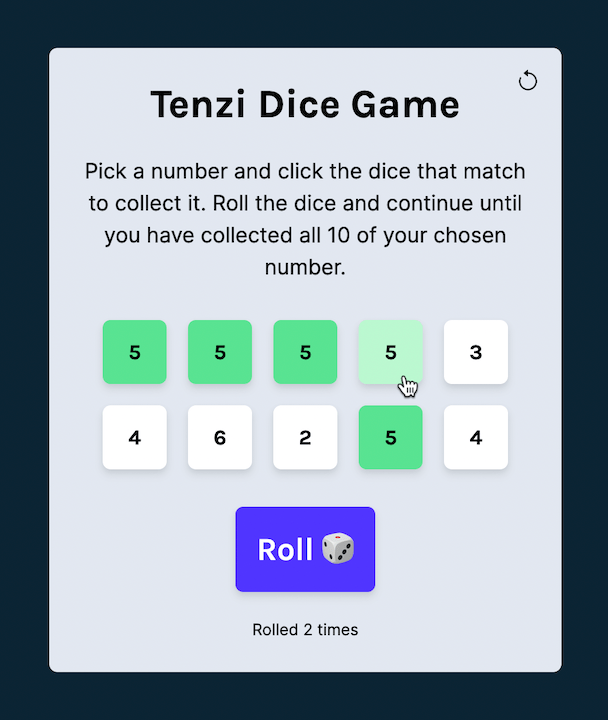 Tenzi Dice Game
Pick a number and click the dice that match
to collect it. Roll the dice and continue until
you have collected all 10 of your chosen
number.
5 5 5 5 3
4 6 2 5 4
Roll
Rolled 2 times